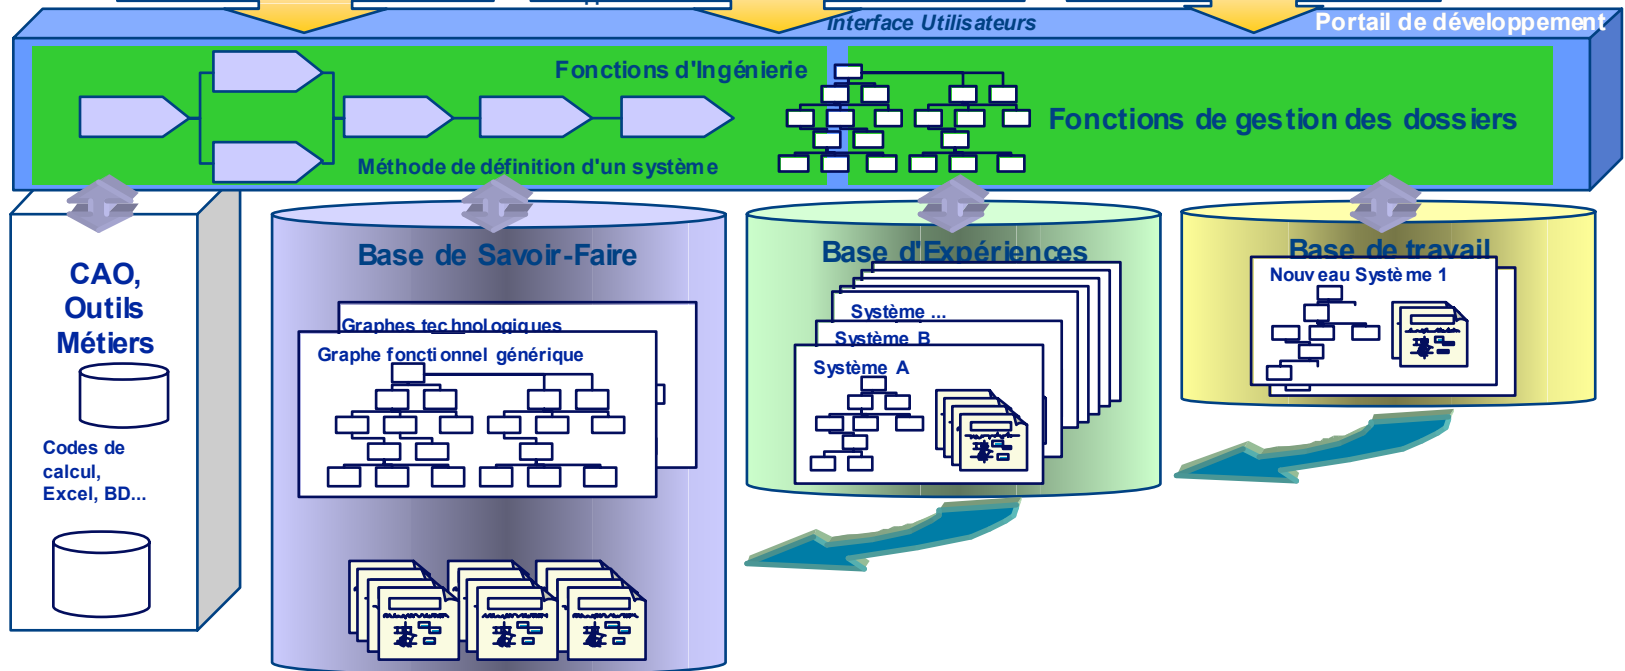 Interface Utilisateurs
Portail de développement
Fonctions d'Ingénierie
Fonctions de gestion des dossiers
Méthode de définition d'un système
CAO,
Outils
Métiers
Codes de
calcul,
Excel, BD...
Base de Savoir-Faire
Graphes technologiques
Graphe fonctionnel générique
Base d'Expériences
Système ...
Système B
Système A
Base de travail
Nouveau Système 1